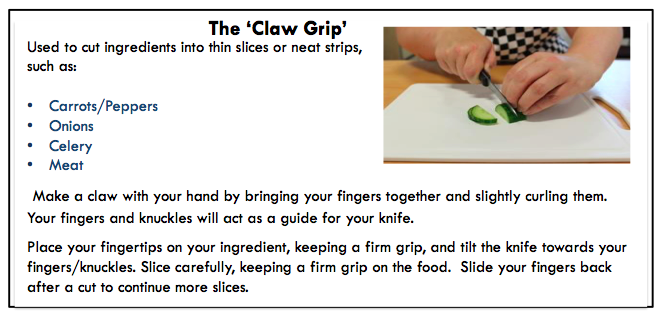 The ‘Claw Grip’
Used to cut ingredients into thin slices or neat strips,
such as:
• Carrots/Peppers
• Onions
• Celery
• Meat
Make a claw with your hand by bringing your fingers together and slightly curling them.
Your fingers and knuckles will act as a guide for your knife.
Place your fingertips on your ingredient, keeping a firm grip, and tilt the knife towards your
fingers/knuckles. Slice carefully, keeping a firm grip on the food.  Slide your fingers back
after a cut to continue more slices.